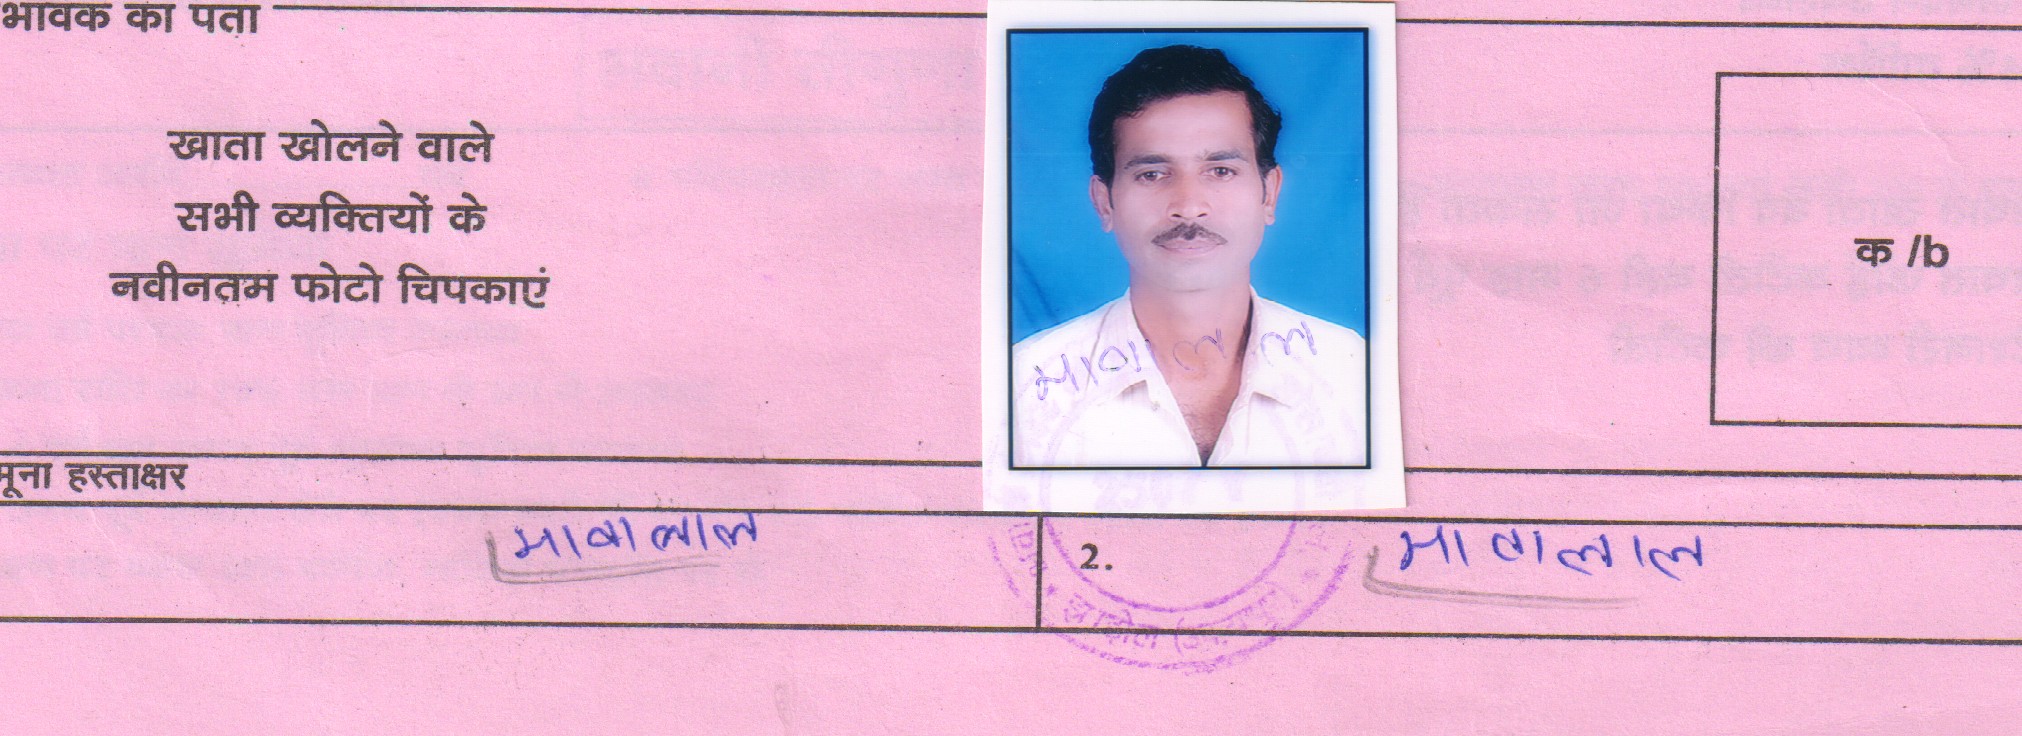 भावक का पता
खाता खोलने वाले
सभी व्यक्तियों के
नवीनतम फोटो चिपकाएं
मावालाल
क /b
मूना हस्ताक्षर
मावालाल
2.
मावालाल